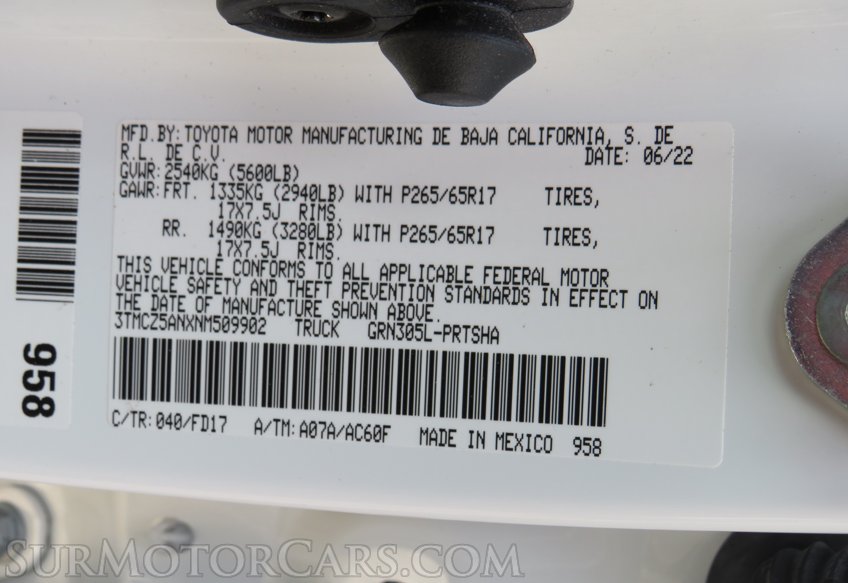 MFD.BY:TOYOTA MOTOR MANUFACTURING DE BAJA CALIFORNIA, S. DE
R.L. DE C.V. DATE: 06/22
GVWR:2540KG (5600LB)
GAWR:FRT. 1335KG (2940LB) WITH P265/65R17 TIRES,
17X7.5J RIMS.
RR. 1490KG (3280LB) WITH P265/65R17 TIRES,
17X7.5J RIMS.
THIS VEHICLE CONFORMS TO ALL APPLICABLE FEDERAL MOTOR
VEHICLE SAFETY AND THEFT PREVENTION STANDARDS IN EFFECT ON
THE DATE OF MANUFACTURE SHOWN ABOVE.
3TMCZ5ANXNM509902 TRUCK GRN305L-PRTSHA
C/TR:040/FD17 A/TM:A07A/AC60F MADE IN MEXICO 958
958
SURMOTORCARS.COM